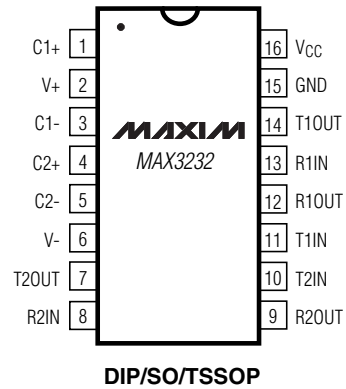 C1+ 1 16 VCC
V+ 2 15 GND
C1- 3 14 T1OUT
MAXIM
C2+ 4 MAX3232 13 R1IN
C2- 5 12 R1OUT
V- 6 11 T1IN
T2OUT 7 10 T2IN
R2IN 8 9 R2OUT
DIP/SO/TSSOP